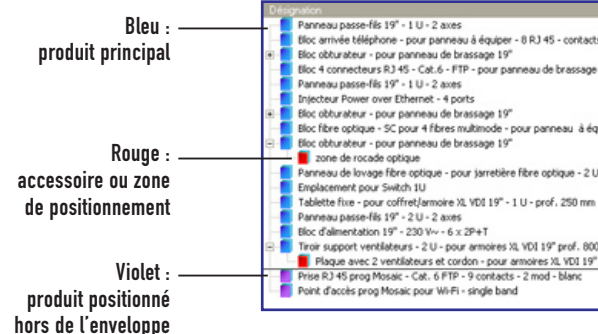 Désignation
Bleu :
produit principal
Panneau passe-fils 19" - 1 U - 2 axes
Bloc arrivée téléphone - pour panneau à équiper - 8 RJ 45 - contacts
Bloc obturateur - pour panneau de brassage 19"
Bloc 4 connecteurs RJ 45 - Cat.6 - FTP - pour panneau de brassage
Panneau passe-fils 19" - 1 U - 2 axes
Injecteur Power over Ethernet - 4 ports
Bloc obturateur - pour panneau de brassage 19"
Bloc fibre optique - SC pour 4 fibres multimode - pour panneau à éq
Bloc obturateur - pour panneau de brassage 19"
Rouge :
accessoire ou zone
de positionnement
zone de rocade optique
Panneau de lovage fibre optique - pour jarretière fibre optique - 2 U
Emplacement pour Switch 1U
Tablette fixe - pour coffret/armoire XL VDI 19" - 1 U - prof. 250 mm
Panneau passe-fils 19" - 2 U - 2 axes
Bloc d'alimentation 19" - 230 V~ - 6 x 2P+T
Tiroir support ventilateurs - 2 U - pour armoires XL VDI 19" prof. 800
Plaque avec 2 ventilateurs et cordon - pour armoires XL VDI 19"
Violet :
produit positionné
hors de l'enveloppe
Prise RJ 45 prog Mosaic - Cat. 6 FTP - 9 contacts - 2 mod - blanc
Point d'accès prog Mosaic pour Wi-Fi - single band